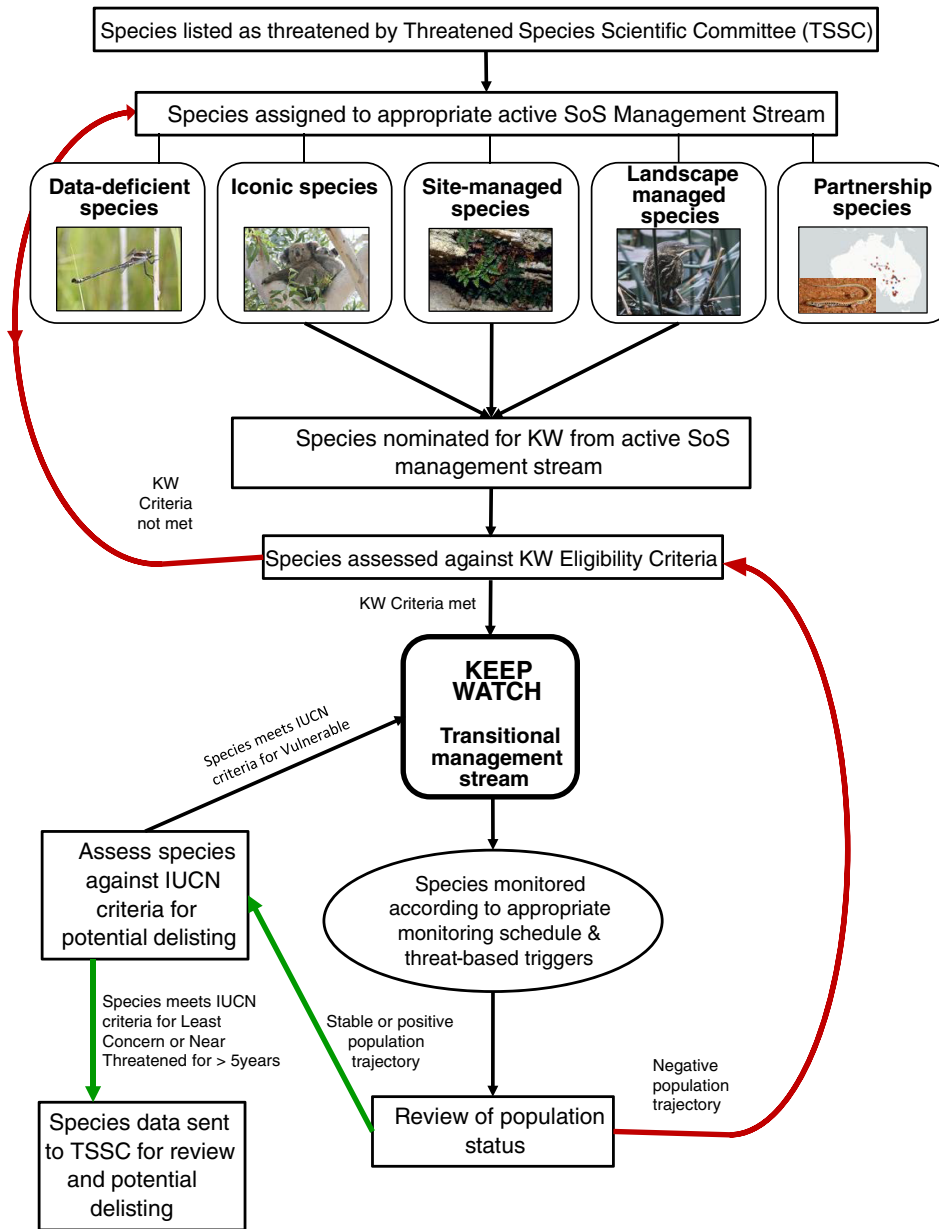 Species listed as threatened by Threatened Species Scientific Committee (TSSC)
Species assigned to appropriate active SoS Management Stream
Data-deficient
species
Iconic species
Site-managed
species
Landscape
managed
species
Partnership
species
Species nominated for KW from active SoS
management stream
KW
Criteria
not met
Species assessed against KW Eligibility Criteria
KW Criteria met
KEEP
WATCH
Transitional
management
stream
Species meets IUCN
criteria for Vulnerable
Assess species
against IUCN
criteria for
potential delisting
Species monitored
according to appropriate
monitoring schedule &
threat-based triggers
Species meets IUCN
criteria for Least
Concern or Near
Threatened for > 5years
Stable or positive
population
trajectory
Negative
population
trajectory
Review of population
status
Species data sent
to TSSC for review
and potential
delisting